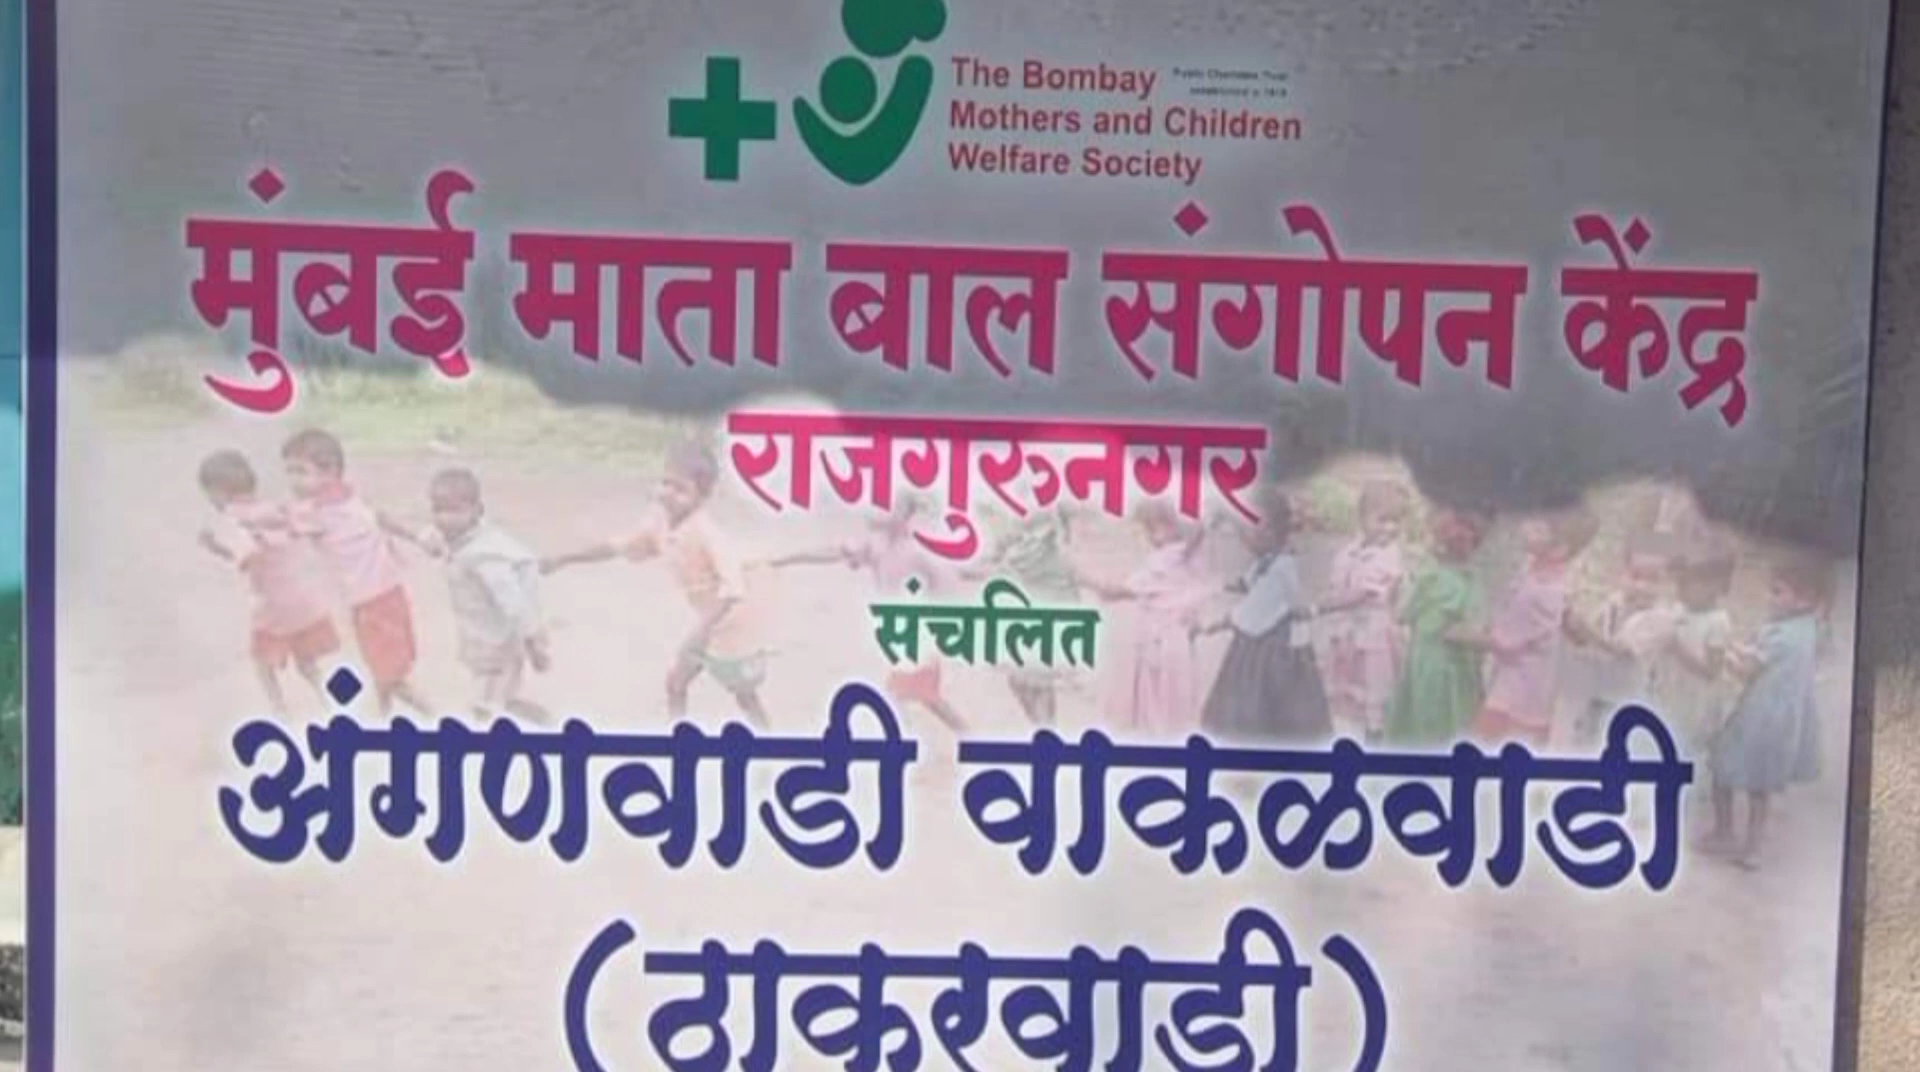 The Bombay
Mothers and Children
Welfare Society
मुंबई माता बाल संगोपन केंद्र
राजगुरुनगर
संचलित
अंगणवाडी वाकळवाडी
(ठाकरवाडी)